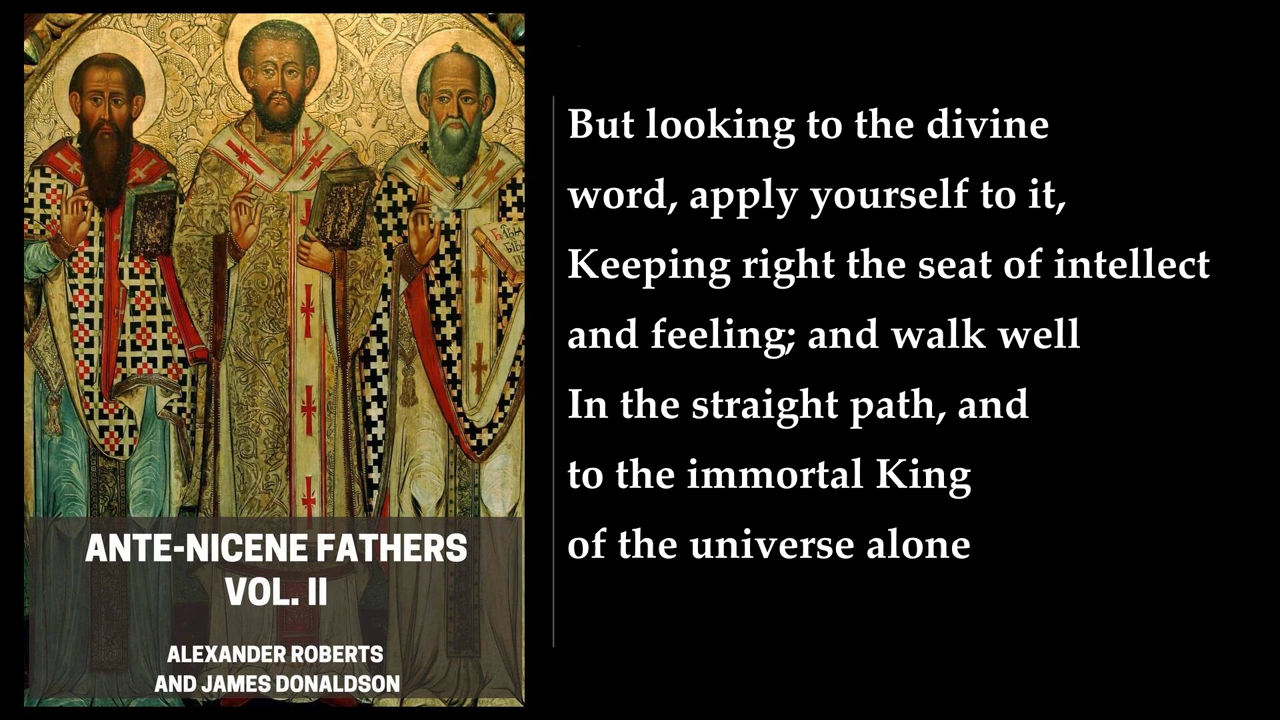 ANTE-NICENE FATHERS
VOL. II
ALEXANDER ROBERTS
AND JAMES DONALDSON
But looking to the divine
word, apply yourself to it,
Keeping right the seat of intellect
and feeling; and walk well
In the straight path, and
to the immortal King
of the universe alone